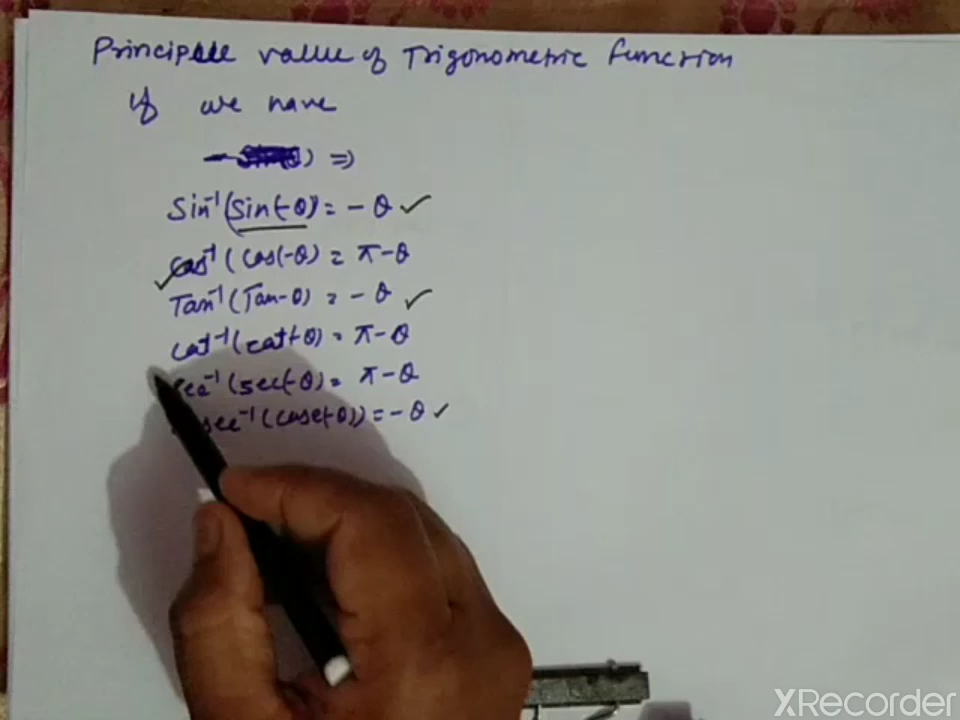 Principle value of Trigonometric function
If we have
⇒
Sin⁻¹(sin(-θ) = -θ ✓
cos⁻¹(cos(-θ) = π-θ
✓
Tan⁻¹(Tan-θ) = -θ ✓
cot⁻¹(cot-θ) = π-θ
sec⁻¹(sec(-θ) = π-θ
sec⁻¹(cosec-θ)) = -θ ✓
XRecorder